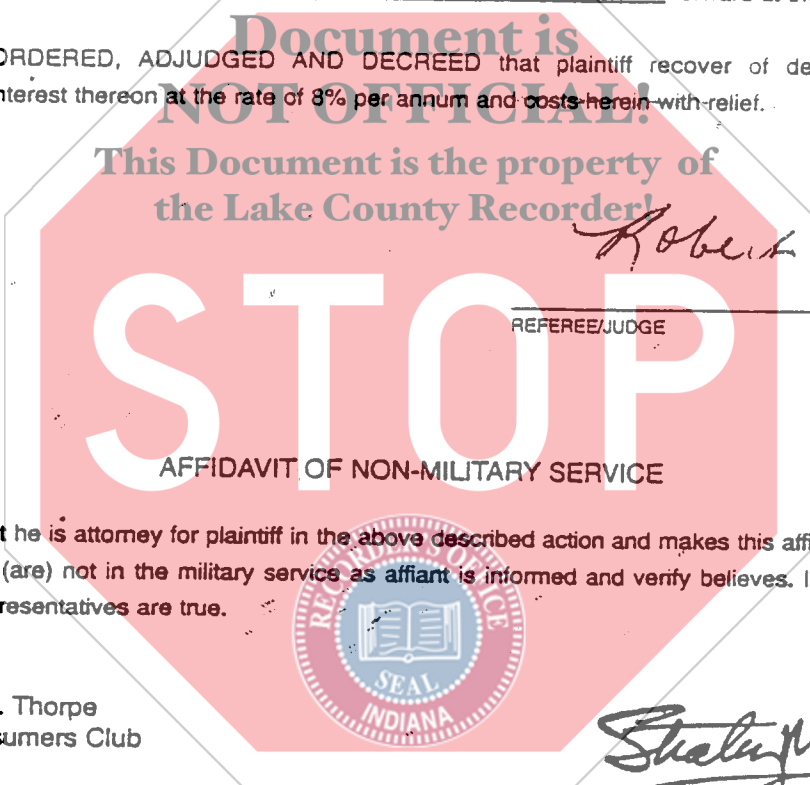 Document is
ORDERED, ADJUDGED AND DECREED that plaintiff recover of de
nterest thereon at the rate of 8% per annum and costs herein with relief.
NOT OFFICIAL!
This Document is the property of
the Lake County Recorder!
Robert
REFEREE/JUDGE
STOP
AFFIDAVIT OF NON-MILITARY SERVICE
t he is attorney for plaintiff in the above described action and makes this affi
(are) not in the military service as affiant is informed and verify believes. I
resentatives are true.
RECORDER'S OFFICE
SEAL
INDIANA
. Thorpe
sumers Club